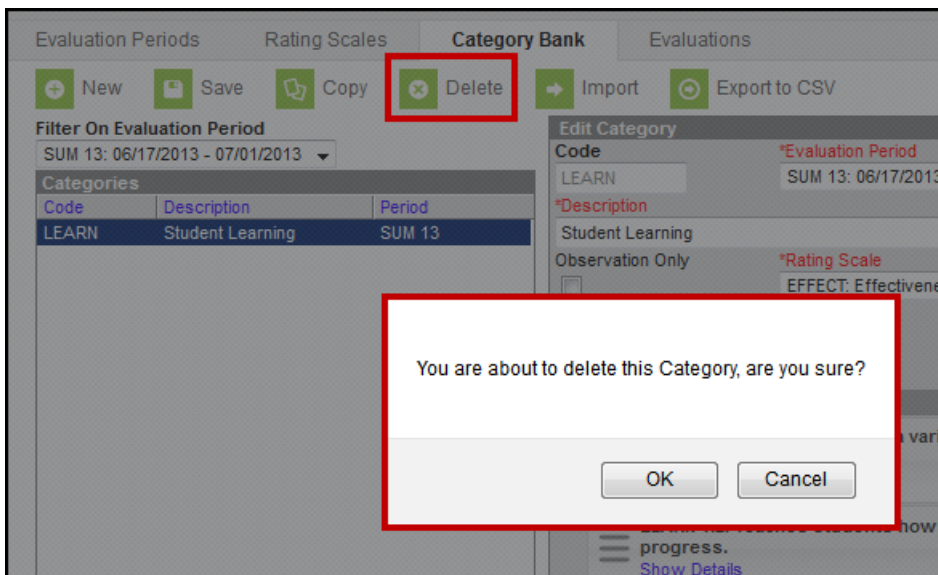 Evaluation Periods Rating Scales Category Bank Evaluations
New Save Copy Delete Import Export to CSV
Filter On Evaluation Period
SUM 13: 06/17/2013 - 07/01/2013
Categories
Code Description Period
LEARN Student Learning SUM 13
Edit Category
Code *Evaluation Period
LEARN SUM 13: 06/17/2013
*Description
Student Learning
Observation Only *Rating Scale
EFFECT: Effectivene
You are about to delete this Category, are you sure?
OK Cancel
how
progress.
Show Details